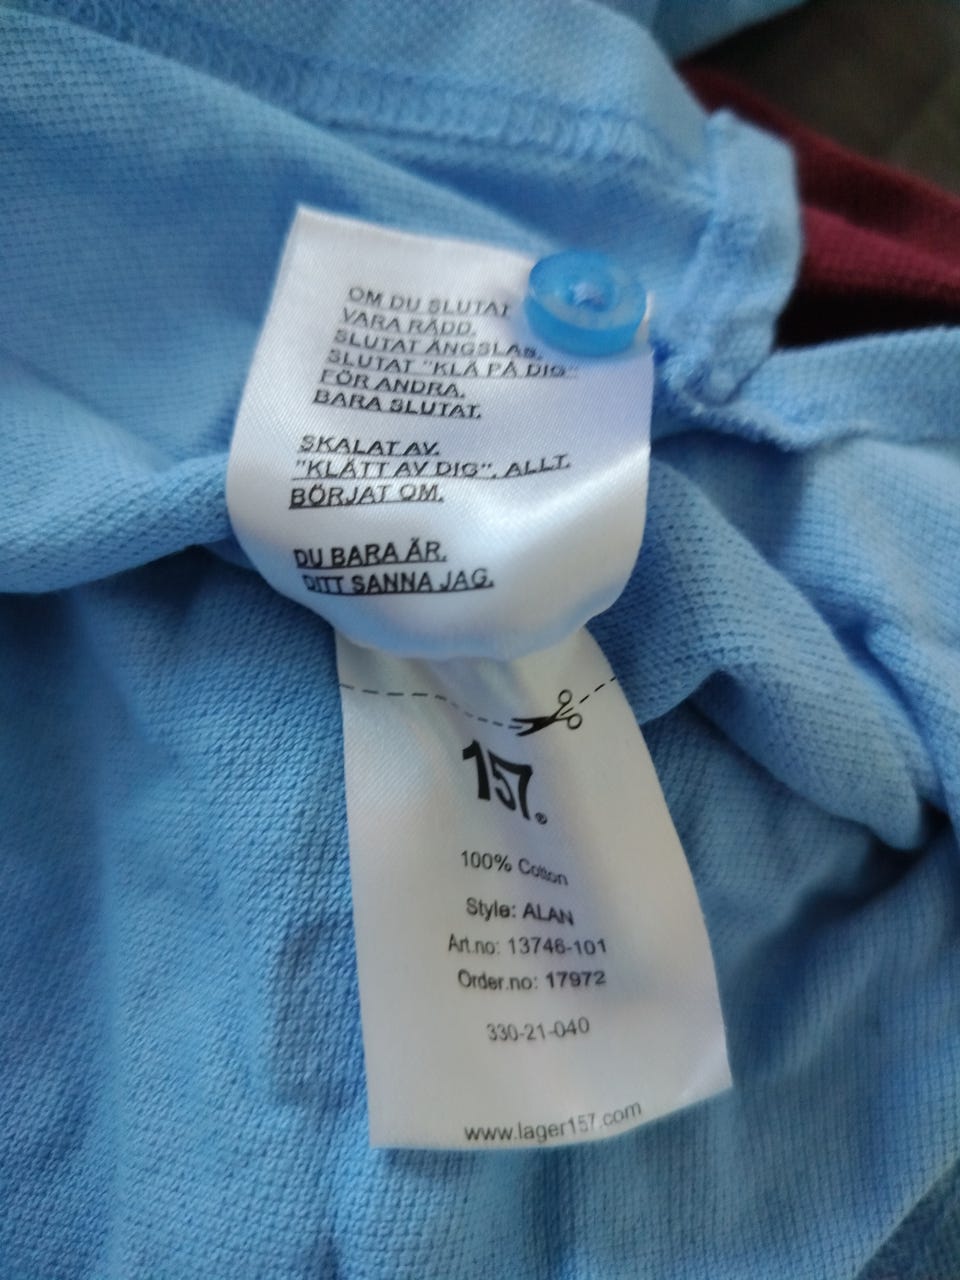 OM DU SLUTAT
VARA RÄDD.
SLUTAT ÄNGSLAS.
SLUTAT "KLÄ PÅ DIG"
FÖR ANDRA.
BARA SLUTAT.
SKALAT AV.
"KLÄTT AV DIG". ALLT.
BÖRJAT OM.
DU BARA ÄR.
DITT SANNA JAG.
157®
100% Cotton
Style: ALAN
Art.no: 13746-101
Order.no: 17972
330-21-040
www.lager157.com